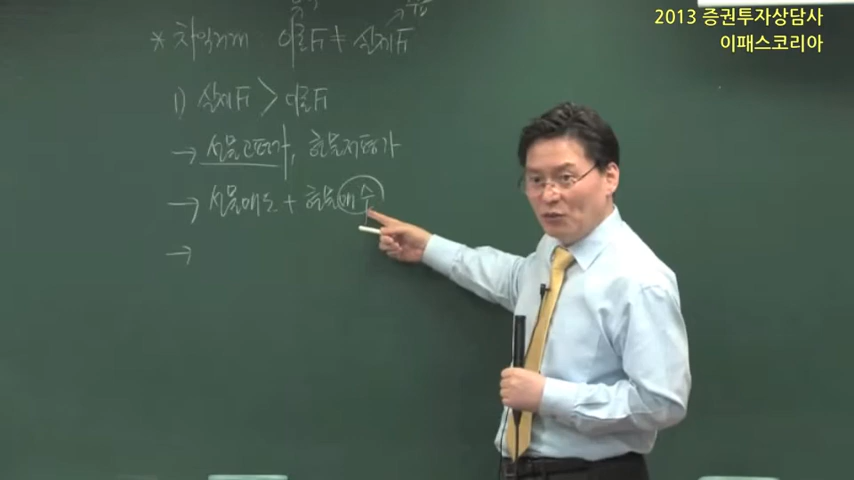 2013 증권투자상담사
이패스코리아
* 차익거래 이론F ≠ 실제F
1) 실제F > 이론F
→ 선물고평가, 현물저평가
→ 선물매도 + 현물매수
→